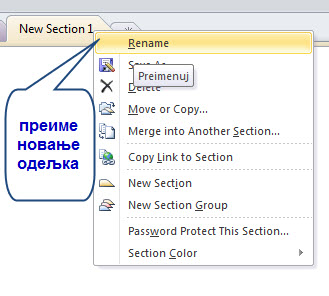 New Section 1
Rename
Save As...
Preimenuj
Delete
Move or Copy...
Merge into Another Section...
Copy Link to Section
New Section
New Section Group
Password Protect This Section...
Section Color
преиме
новање
одељка